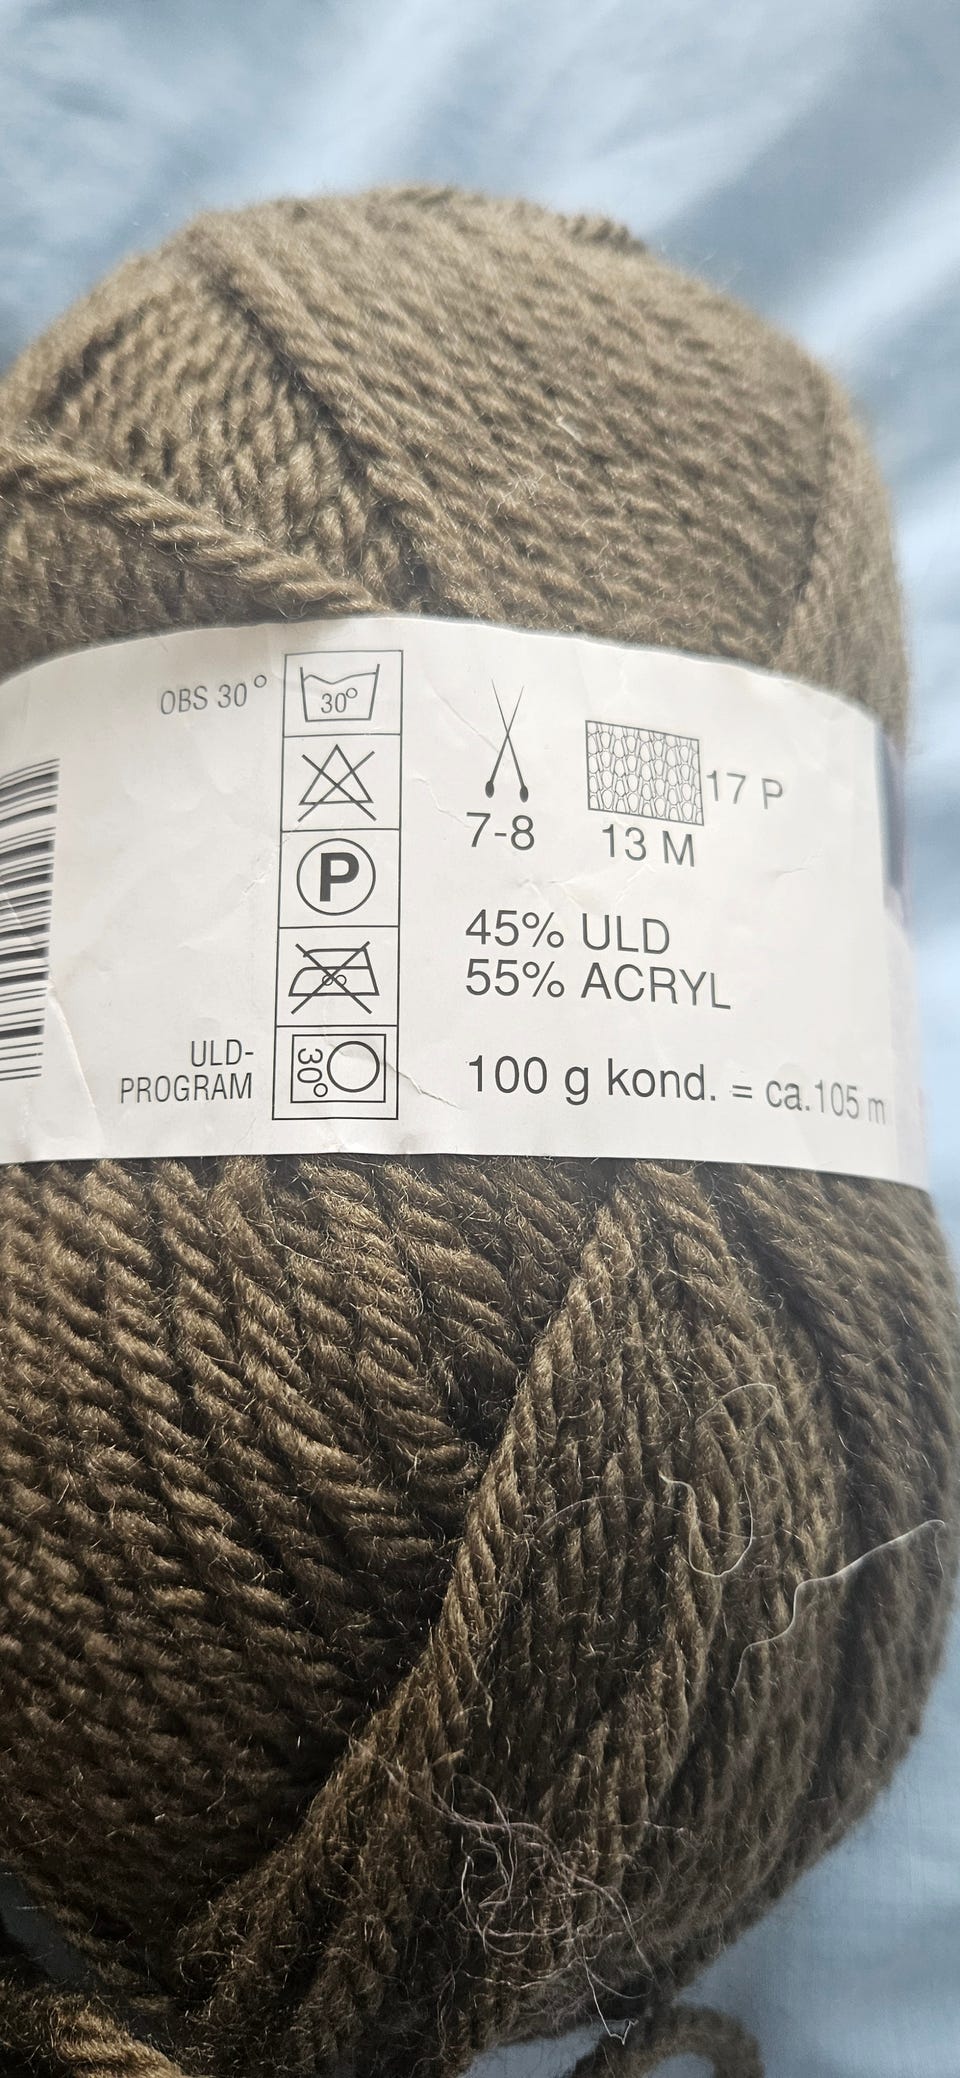 OBS 30°
30°
P
ULD-
PROGRAM
30°
7-8
17 P
13 M
45% ULD
55% ACRYL
100 g kond. = ca.105 m